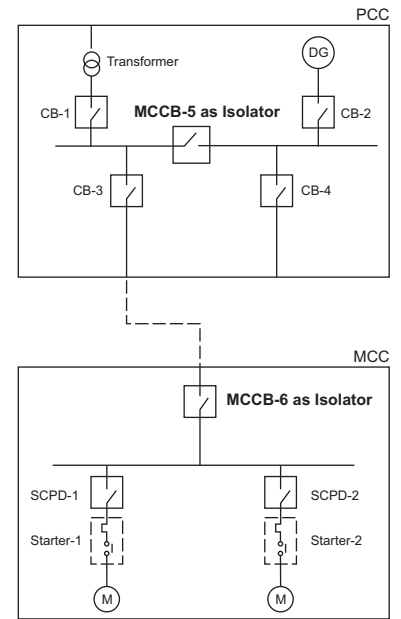 PCC
Transformer
DG
CB-1
MCCB-5 as Isolator
CB-2
CB-3
CB-4
MCC
MCCB-6 as Isolator
SCPD-1
SCPD-2
Starter-1
Starter-2
M
M